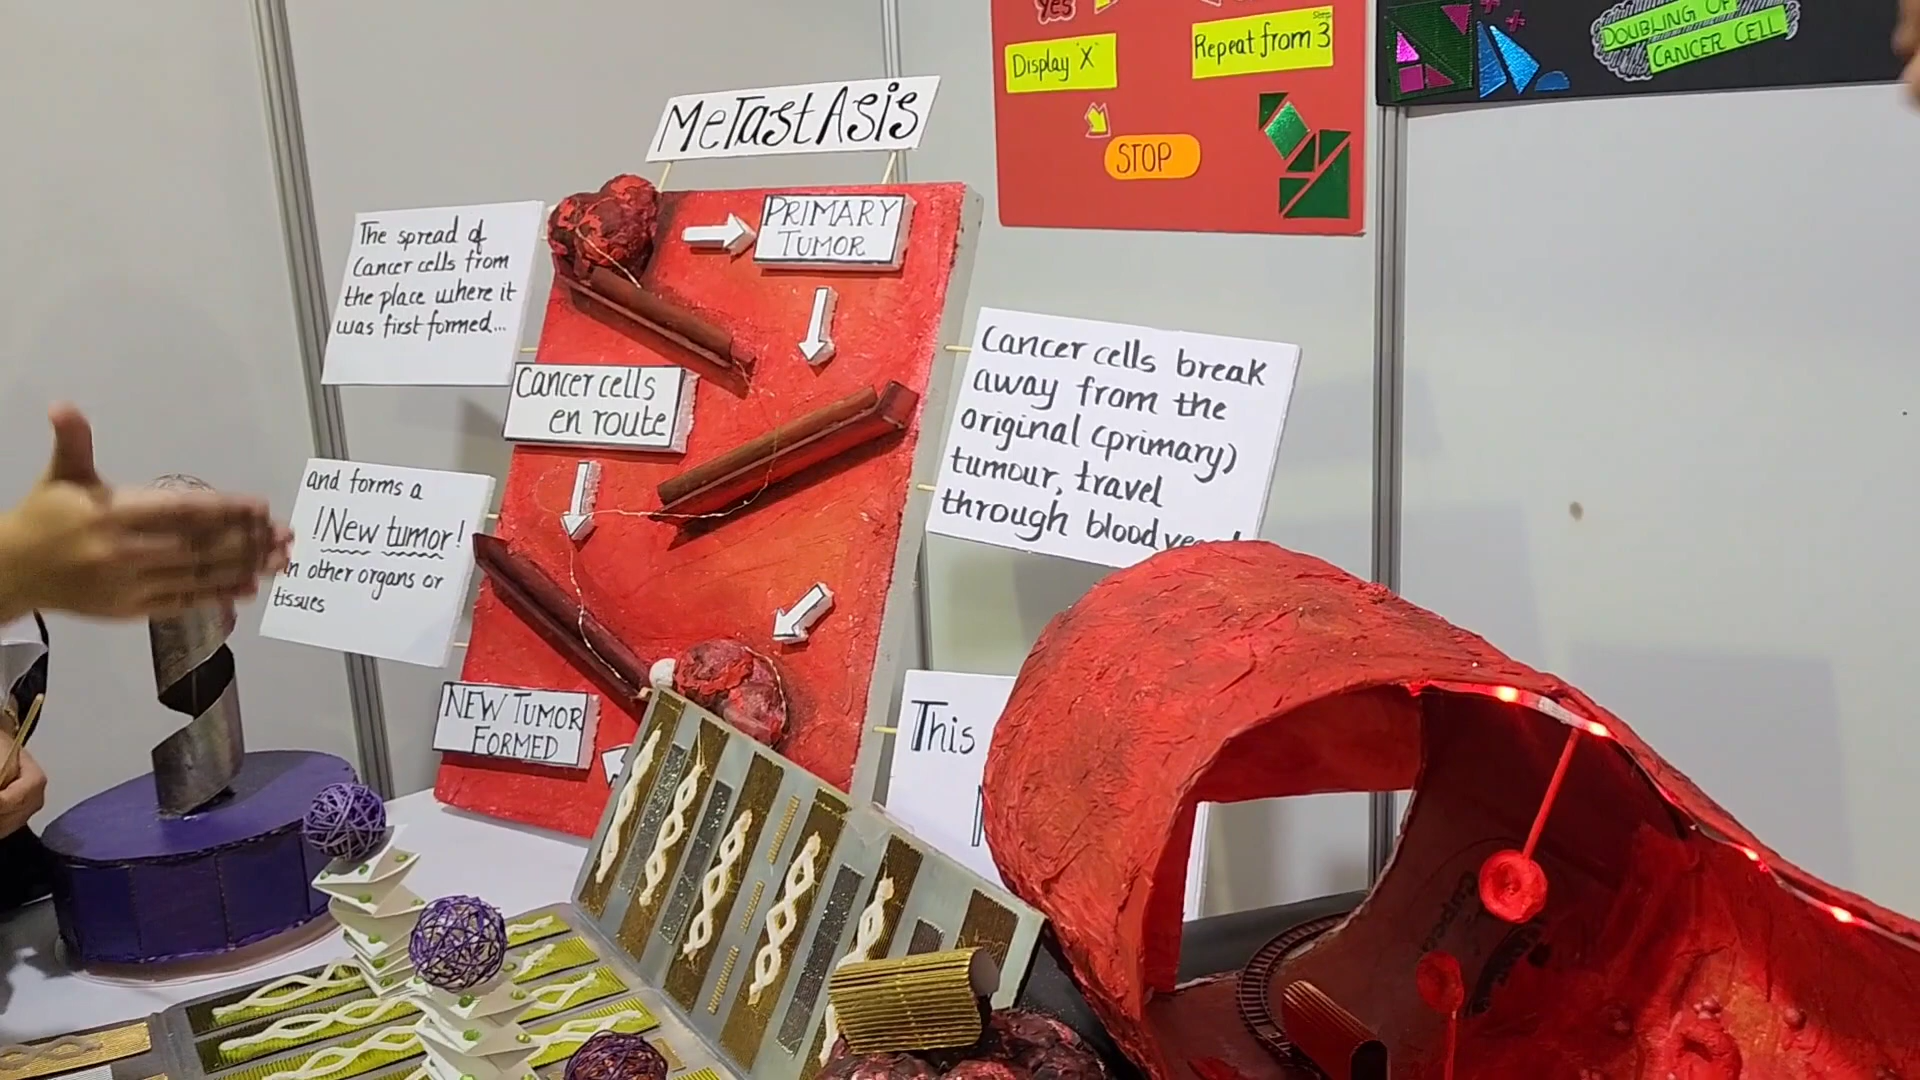 Yes
Display "X"
Repeat from Step 3
STOP
DOUBLING OF
CANCER CELL
MeTastAsis
The spread of
Cancer cells from
the place where it
was first formed...
PRIMARY
TUMOR
Cancer cells
en route
Cancer cells break
away from the
original (primary)
tumour, travel
through blood
and forms a
!New tumor!
in other organs or
tissues
NEW TUMOR
FORMED
This